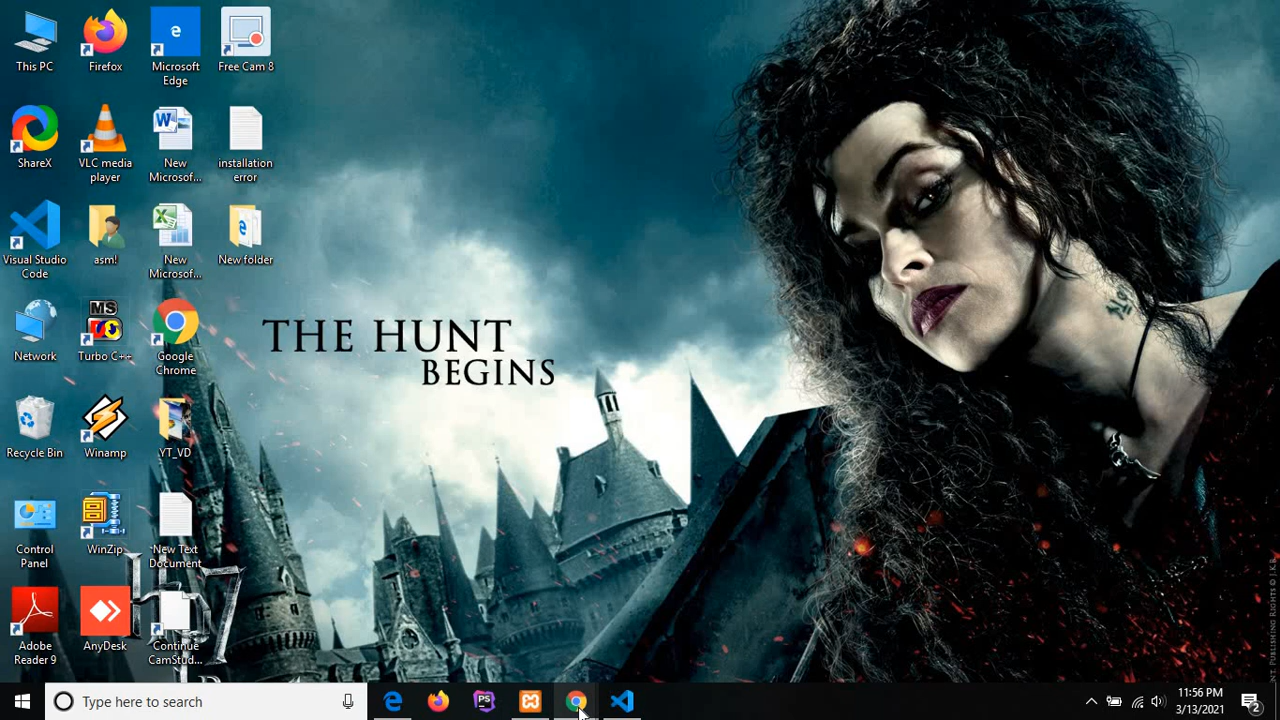 This PC
Firefox
Microsoft
Edge
Free Cam 8
ShareX
VLC media
player
New
Microsof...
installation
error
Visual Studio
Code
asm!
New
Microsof...
New folder
Network
Turbo C++
Google
Chrome
Recycle Bin
Winamp
YT_VD
Control
Panel
WinZip
New Text
Document
Adobe
Reader 9
AnyDesk
Continue
CamStud...
THE HUNT
BEGINS
Type here to search
11:56 PM
3/13/2021
2